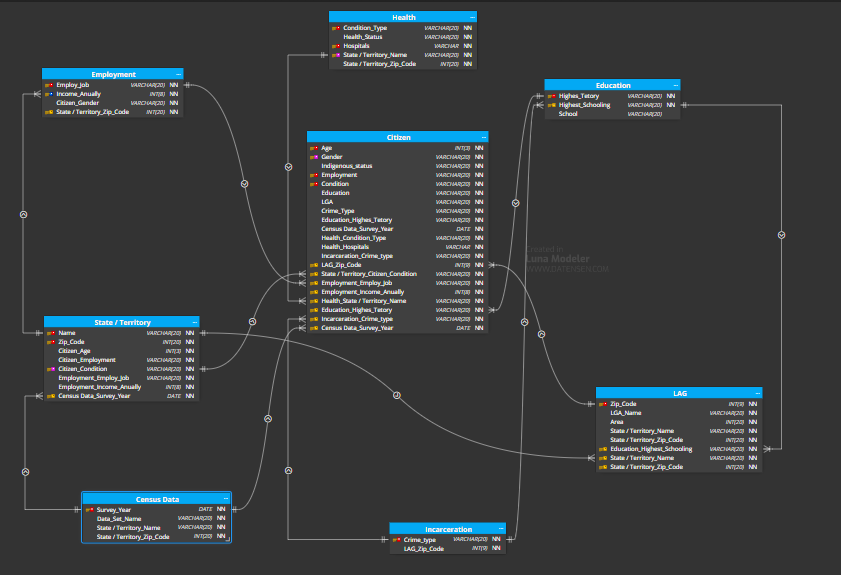 Health
Condition_Type VARCHAR(20) NN
Health_Status VARCHAR(20) NN
Hospitals VARCHAR NN
State / Territory_Name VARCHAR(20) NN
State / Territory_Zip_Code INT(20) NN
Employment
Employ_Job VARCHAR(20) NN
Income_Anually INT(8) NN
Citizen_Gender VARCHAR(20) NN
State / Territory_Zip_Code INT(20) NN
Education
Highes_Tetory VARCHAR(20) NN
Highest_Schooling VARCHAR(20) NN
School VARCHAR(20)
Citizen
Age INT(3) NN
Gender VARCHAR(20) NN
Indigenous_status VARCHAR(20) NN
Employment VARCHAR(20) NN
Condition VARCHAR(20) NN
Education VARCHAR(20) NN
LGA VARCHAR(20) NN
Crime_Type VARCHAR(20) NN
Education_Highes_Tetory VARCHAR(20) NN
Census Data_Survey_Year DATE NN
Health_Condition_Type VARCHAR(20) NN
Health_Hospitals VARCHAR NN
Incarceration_Crime_type VARCHAR(20) NN
LAG_Zip_Code INT(9) NN
State / Territory_Citizen_Condition VARCHAR(20) NN
Employment_Employ_Job VARCHAR(20) NN
Employment_Income_Anually INT(8) NN
Health_State / Territory_Name VARCHAR(20) NN
Education_Highes_Tetory VARCHAR(20) NN
Incarceration_Crime_type VARCHAR(20) NN
Census Data_Survey_Year DATE NN
Created in
Luna Modeler
WWW.DATENSEN.COM
State / Territory
Name VARCHAR(20) NN
Zip_Code INT(20) NN
Citizen_Age INT(3) NN
Citizen_Employment VARCHAR(20) NN
Citizen_Condition VARCHAR(20) NN
Employment_Employ_Job VARCHAR(20) NN
Employment_Income_Anually INT(8) NN
Census Data_Survey_Year DATE NN
LAG
Zip_Code INT(9) NN
LGA_Name VARCHAR(20) NN
Area INT(20) NN
State / Territory_Name VARCHAR(20) NN
State / Territory_Zip_Code INT(20) NN
Education_Highest_Schooling VARCHAR(20) NN
State / Territory_Name VARCHAR(20) NN
State / Territory_Zip_Code INT(20) NN
Census Data
Survey_Year DATE NN
Data_Set_Name VARCHAR(20) NN
State / Territory_Name VARCHAR(20) NN
State / Territory_Zip_Code INT(20) NN
Incarceration
Crime_type VARCHAR(20) NN
LAG_Zip_Code INT(9) NN